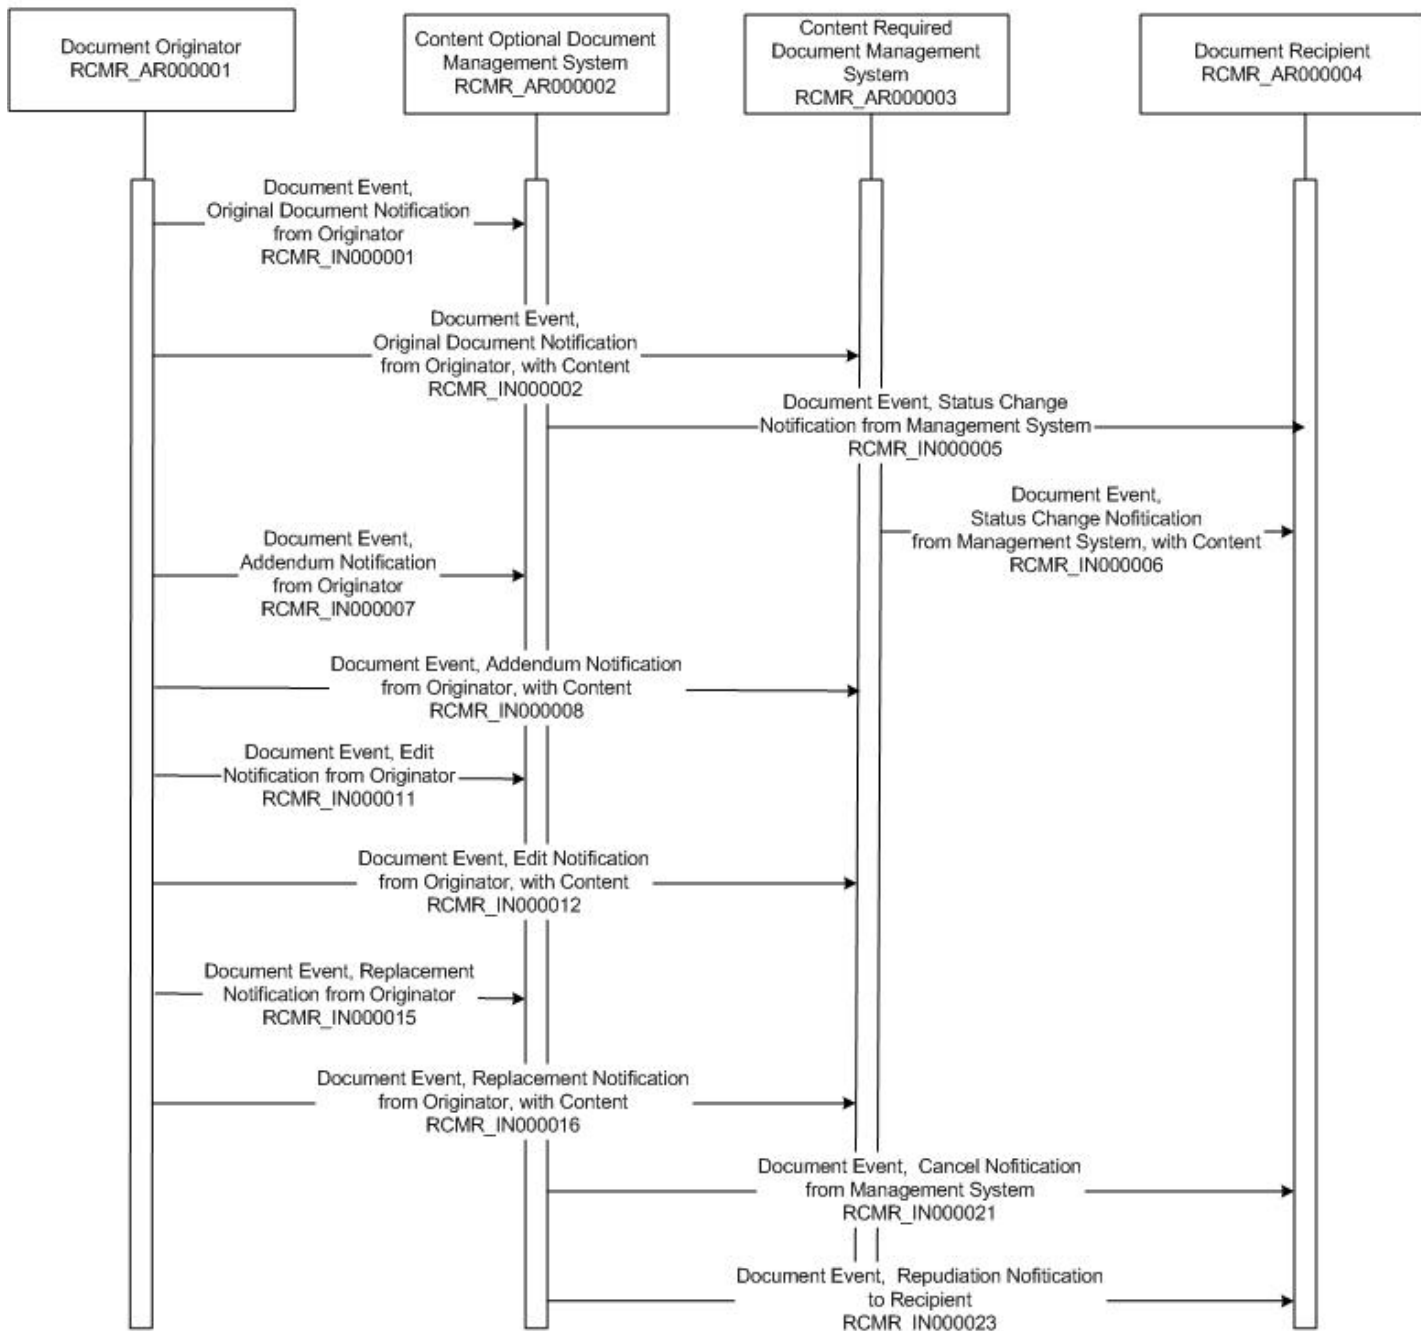 Document Originator
RCMR_AR000001
Content Optional Document
Management System
RCMR_AR000002
Content Required
Document Management
System
RCMR_AR000003
Document Recipient
RCMR_AR000004
Document Event,
Original Document Notification
from Originator
RCMR_IN000001
Document Event,
Original Document Notification
from Originator, with Content
RCMR_IN000002
Document Event, Status Change
Notification from Management System
RCMR_IN000005
Document Event,
Status Change Nofitication
from Management System, with Content
RCMR_IN000006
Document Event,
Addendum Notification
from Originator
RCMR_IN000007
Document Event, Addendum Notification
from Originator, with Content
RCMR_IN000008
Document Event, Edit
Notification from Originator
RCMR_IN000011
Document Event, Edit Notification
from Originator, with Content
RCMR_IN000012
Document Event, Replacement
Notification from Originator
RCMR_IN000015
Document Event, Replacement Notification
from Originator, with Content
RCMR_IN000016
Document Event,  Cancel Nofitication
from Management System
RCMR_IN000021
Document Event,  Repudiation Nofitication
to Recipient
RCMR_IN000023